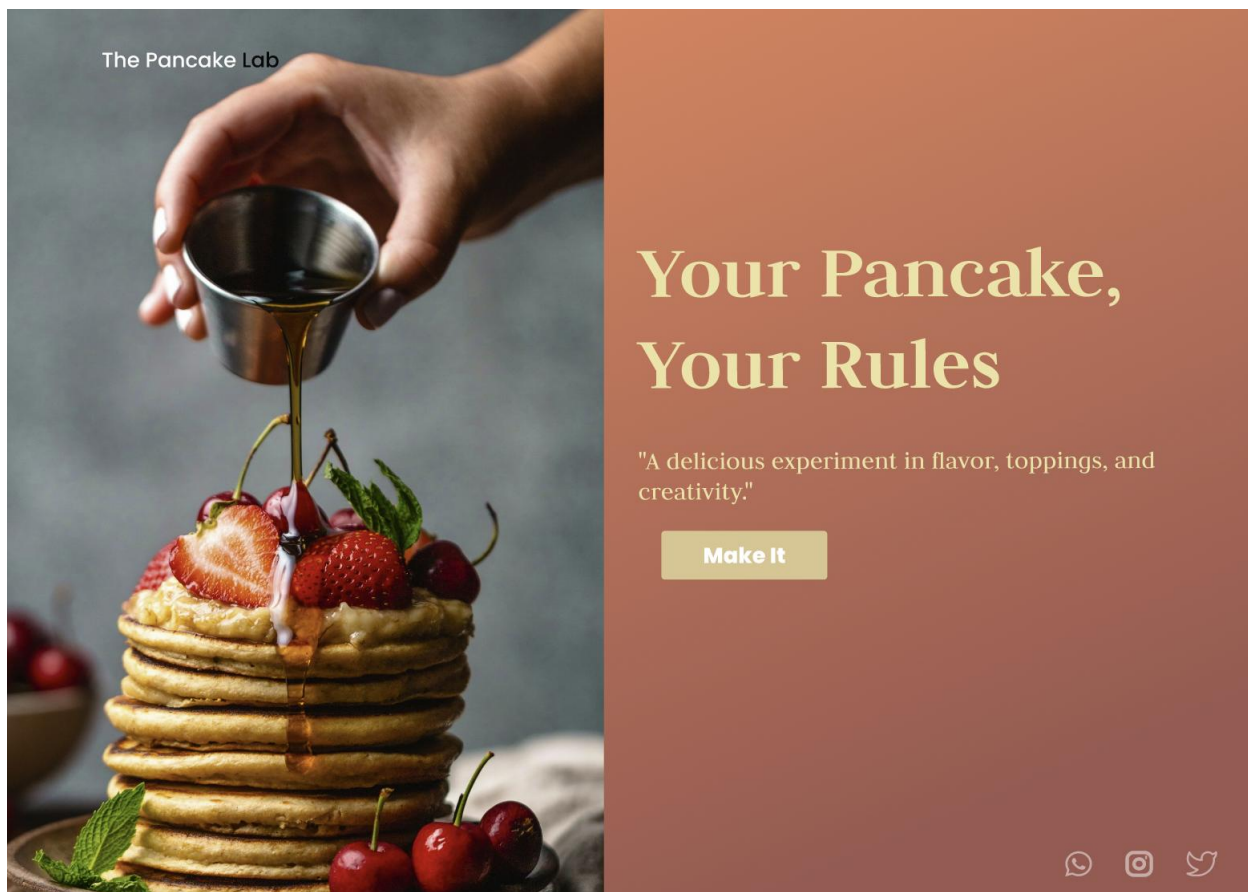 The Pancake Lab
Your Pancake,
Your Rules
"A delicious experiment in flavor, toppings, and
creativity."
Make It